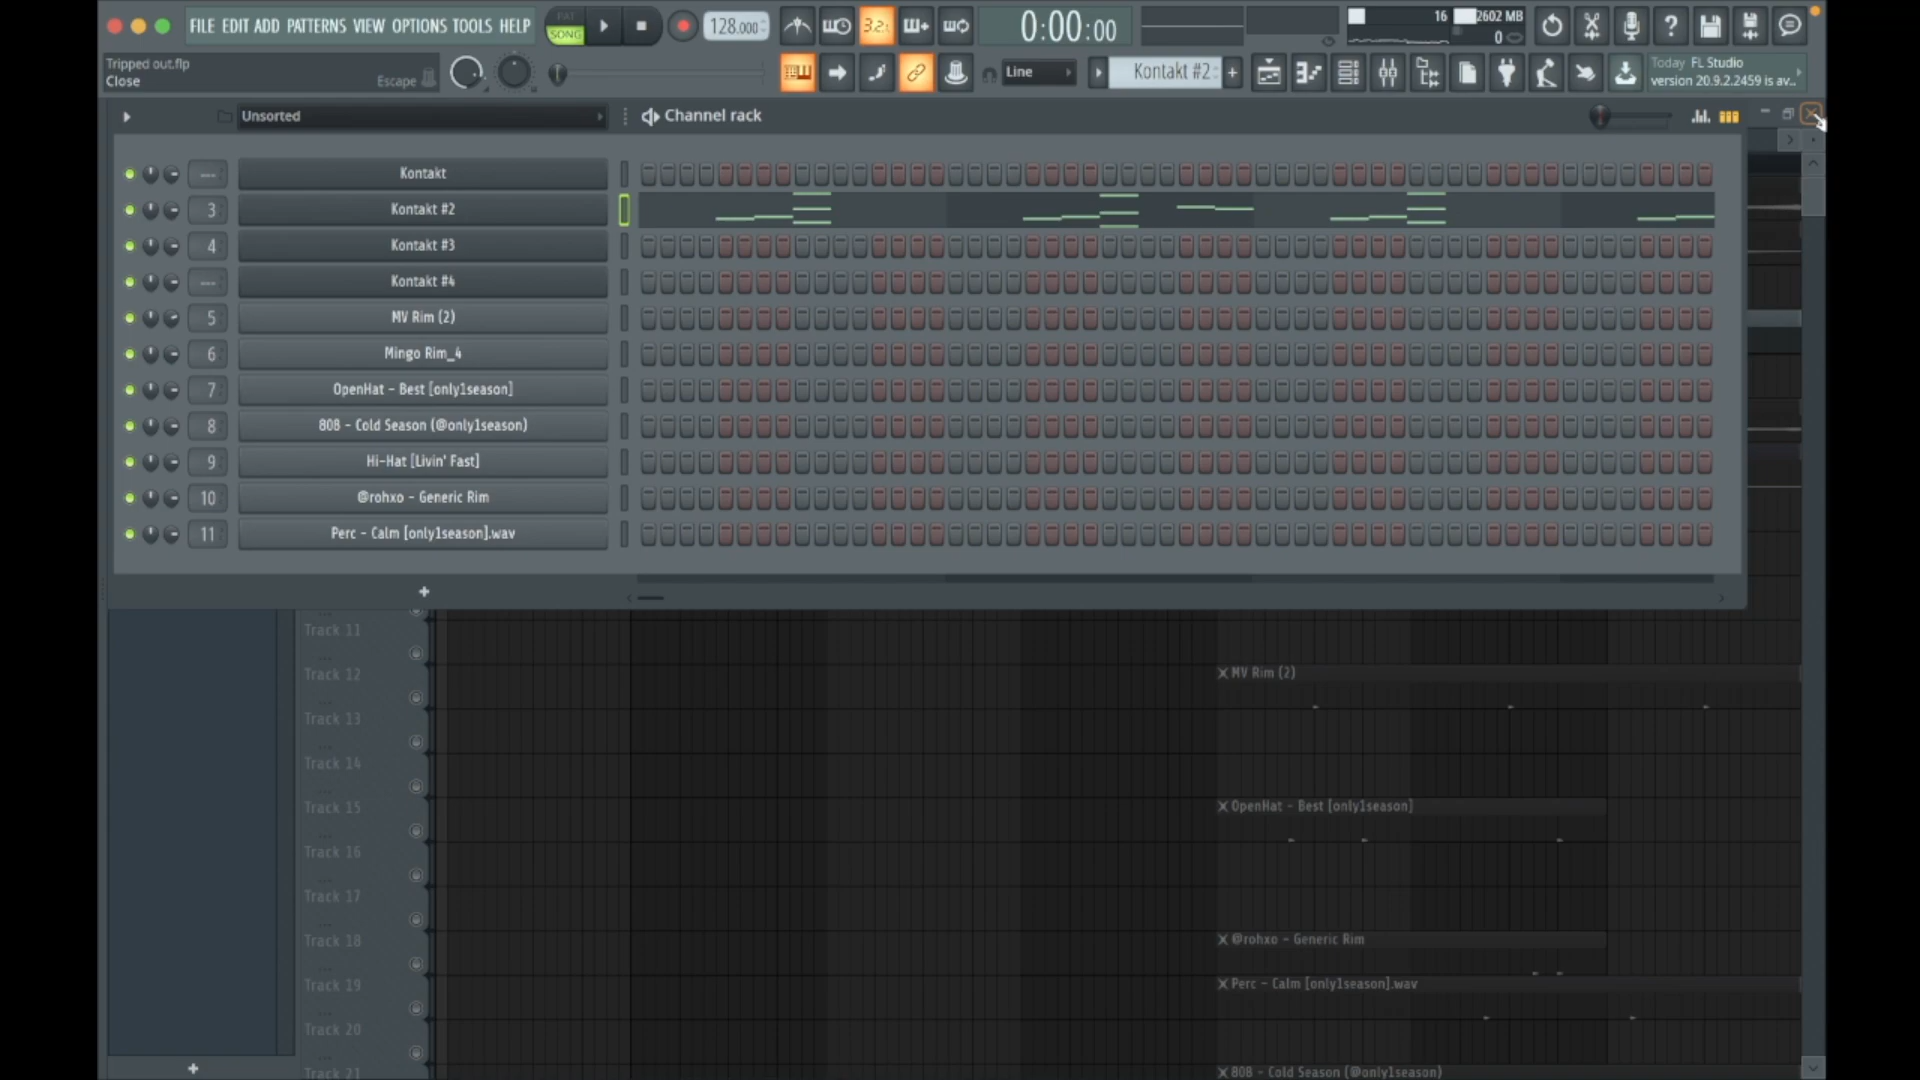 FILE EDIT ADD PATTERNS VIEW OPTIONS TOOLS HELP
PAT
SONG
128.000
3.2.
0:00:00
16
2602 MB
0
Tripped out.flp
Close
Escape
Line
Kontakt #2
Today FL Studio
version 20.9.2.2459 is av..
Unsorted
Channel rack
--- Kontakt
3 Kontakt #2
4 Kontakt #3
--- Kontakt #4
5 MV Rim (2)
6 Mingo Rim_4
7 OpenHat - Best [only1season]
8 808 - Cold Season (@only1season)
9 Hi-Hat [Livin' Fast]
10 @rohxo - Generic Rim
11 Perc - Calm [only1season].wav
Track 11
Track 12
MV Rim (2)
Track 13
Track 14
Track 15
OpenHat - Best [only1season]
Track 16
Track 17
Track 18
@rohxo - Generic Rim
Track 19
Perc - Calm [only1season].wav
Track 20
Track 21
808 - Cold Season (@only1season)